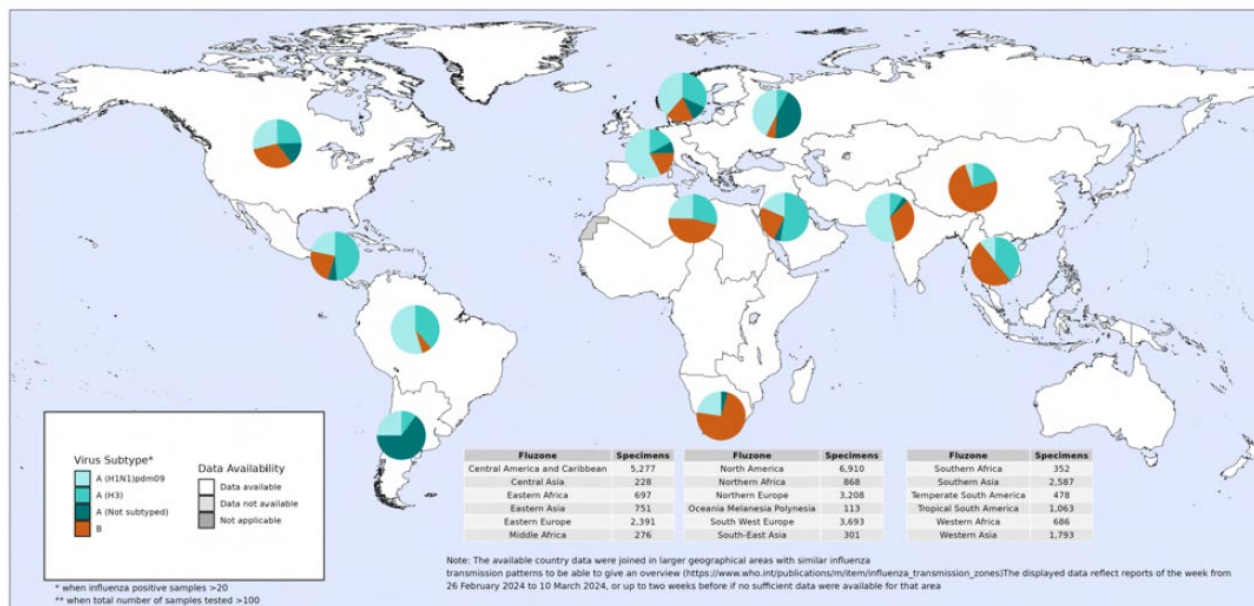 Virus Subtype*
A (H1N1)pdm09
A (H3)
A (Not subtyped)
B
Data Availability
Data available
Data not available
Not applicable
* when influenza positive samples >20
** when total number of samples tested >100
Fluzone Specimens
Central America and Caribbean 5,277
Central Asia 228
Eastern Africa 697
Eastern Asia 751
Eastern Europe 2,391
Middle Africa 276
Fluzone Specimens
North America 6,910
Northern Africa 868
Northern Europe 3,208
Oceania Melanesia Polynesia 113
South West Europe 3,693
South-East Asia 301
Fluzone Specimens
Southern Africa 352
Southern Asia 2,587
Temperate South America 478
Tropical South America 1,063
Western Africa 686
Western Asia 1,793
Note: The available country data were joined in larger geographical areas with similar influenza
transmission patterns to be able to give an overview (https://www.who.int/publications/m/item/influenza_transmission_zones)The displayed data reflect reports of the week from
26 February 2024 to 10 March 2024, or up to two weeks before if no sufficient data were available for that area